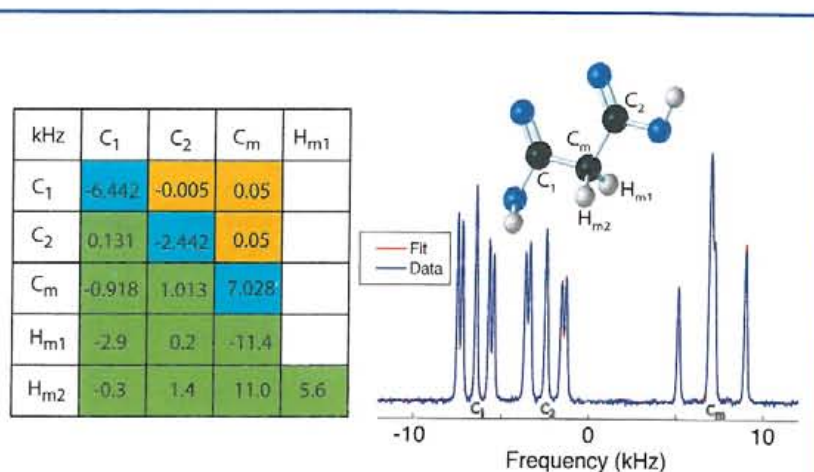 kHz C₁ C₂ Cₘ Hₘ₁
C₁ -6.442 -0.005 0.05
C₂ 0.131 -2.442 0.05
Cₘ -0.918 1.013 7.028
Hₘ₁ -2.9 0.2 -11.4
Hₘ₂ -0.3 1.4 11.0 5.6
C₂
Cₘ
C₁
Hₘ₁
Hₘ₂
Fit
Data
C₁ C₂ Cₘ
-10 0 10
Frequency (kHz)